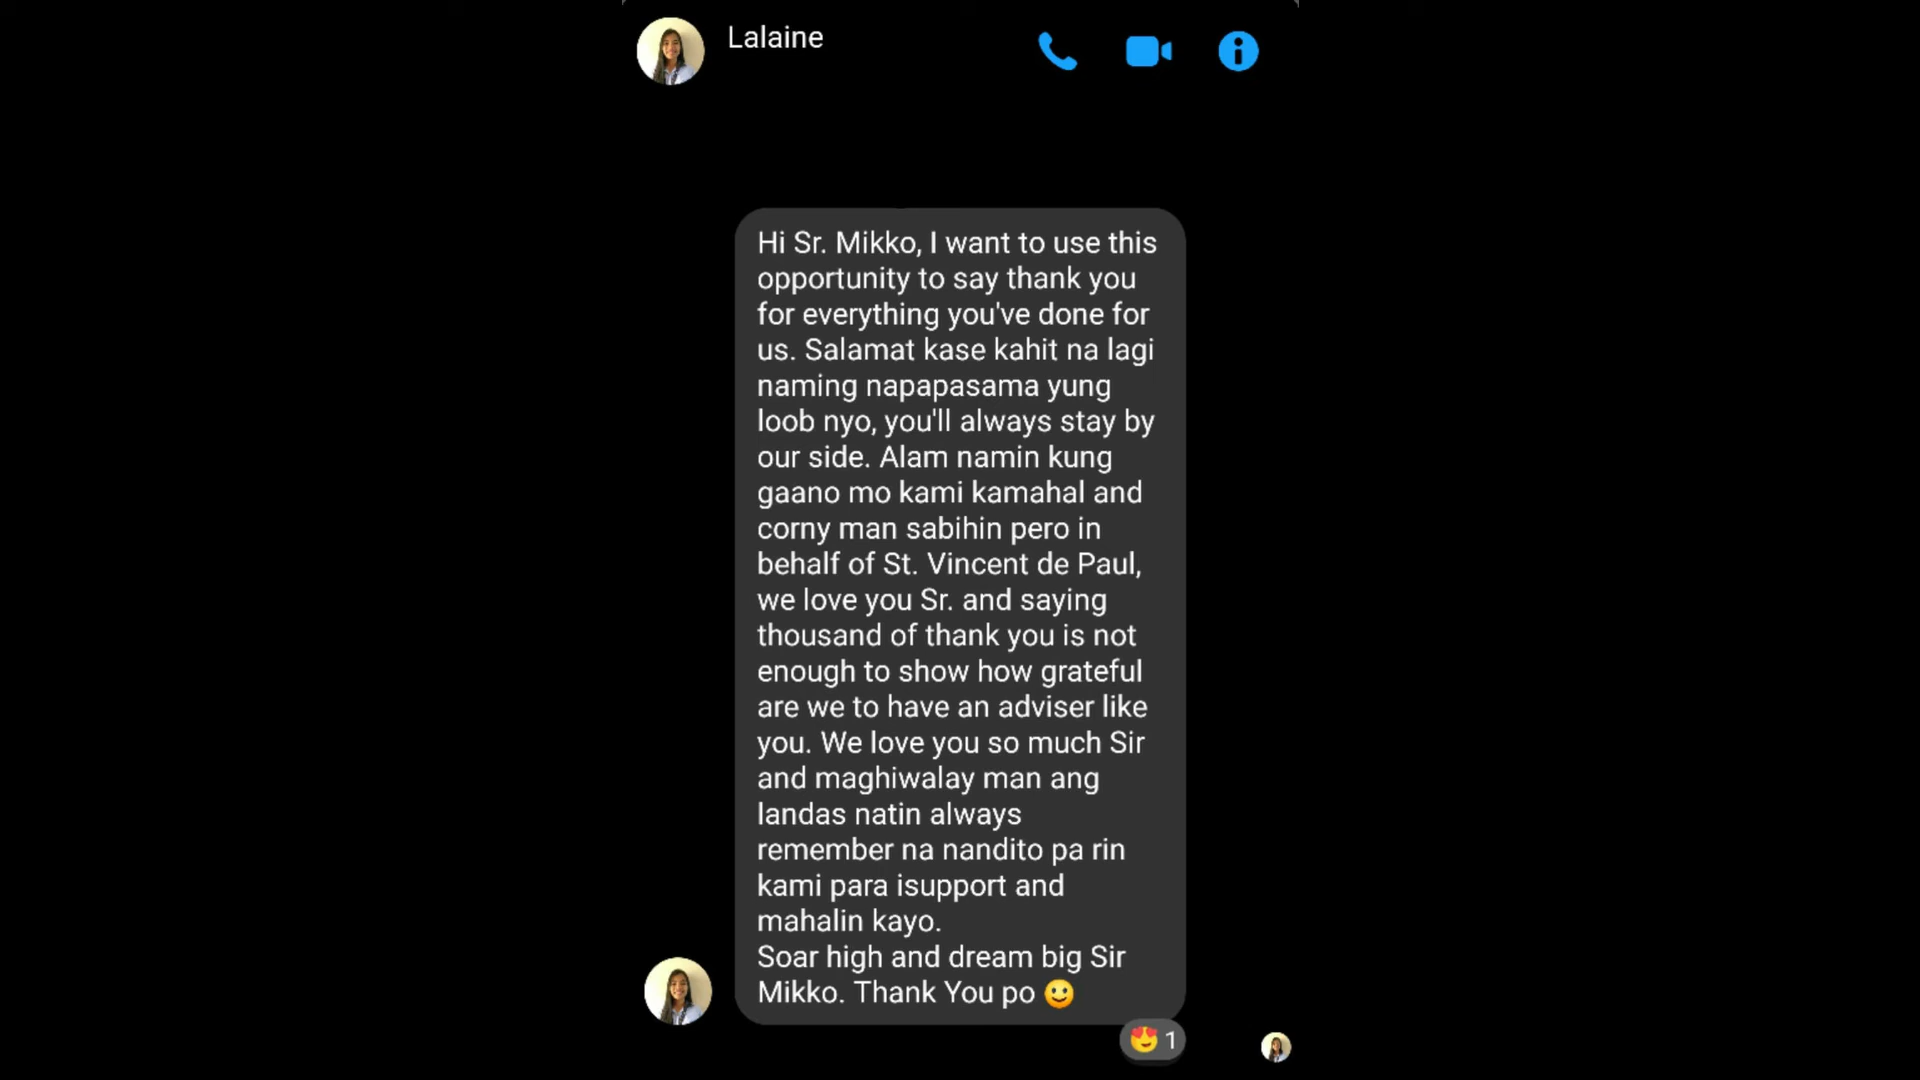 Lalaine
Hi Sr. Mikko, I want to use this
opportunity to say thank you
for everything you've done for
us. Salamat kase kahit na lagi
naming napapasama yung
loob nyo, you'll always stay by
our side. Alam namin kung
gaano mo kami kamahal and
corny man sabihin pero in
behalf of St. Vincent de Paul,
we love you Sr. and saying
thousand of thank you is not
enough to show how grateful
are we to have an adviser like
you. We love you so much Sir
and maghiwalay man ang
landas natin always
remember na nandito pa rin
kami para isupport and
mahalin kayo.
Soar high and dream big Sir
Mikko. Thank You po 🙂
😍 1